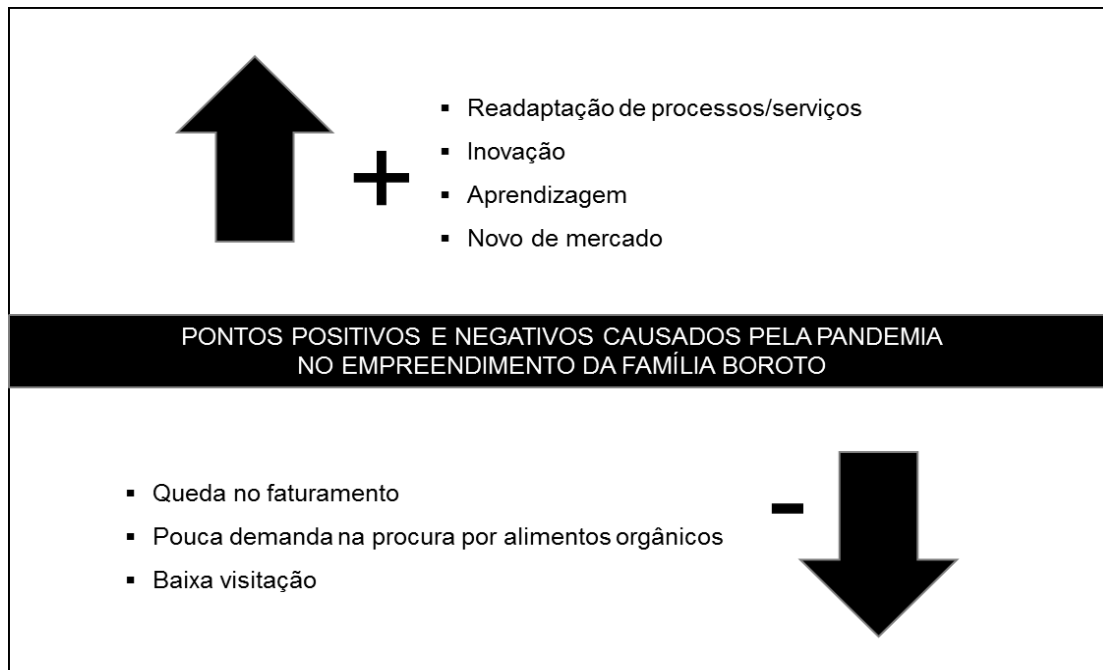 +
▪ Readaptação de processos/serviços
▪ Inovação
▪ Aprendizagem
▪ Novo de mercado
PONTOS POSITIVOS E NEGATIVOS CAUSADOS PELA PANDEMIA
NO EMPREENDIMENTO DA FAMÍLIA BOROTO
▪ Queda no faturamento
▪ Pouca demanda na procura por alimentos orgânicos
▪ Baixa visitação
-